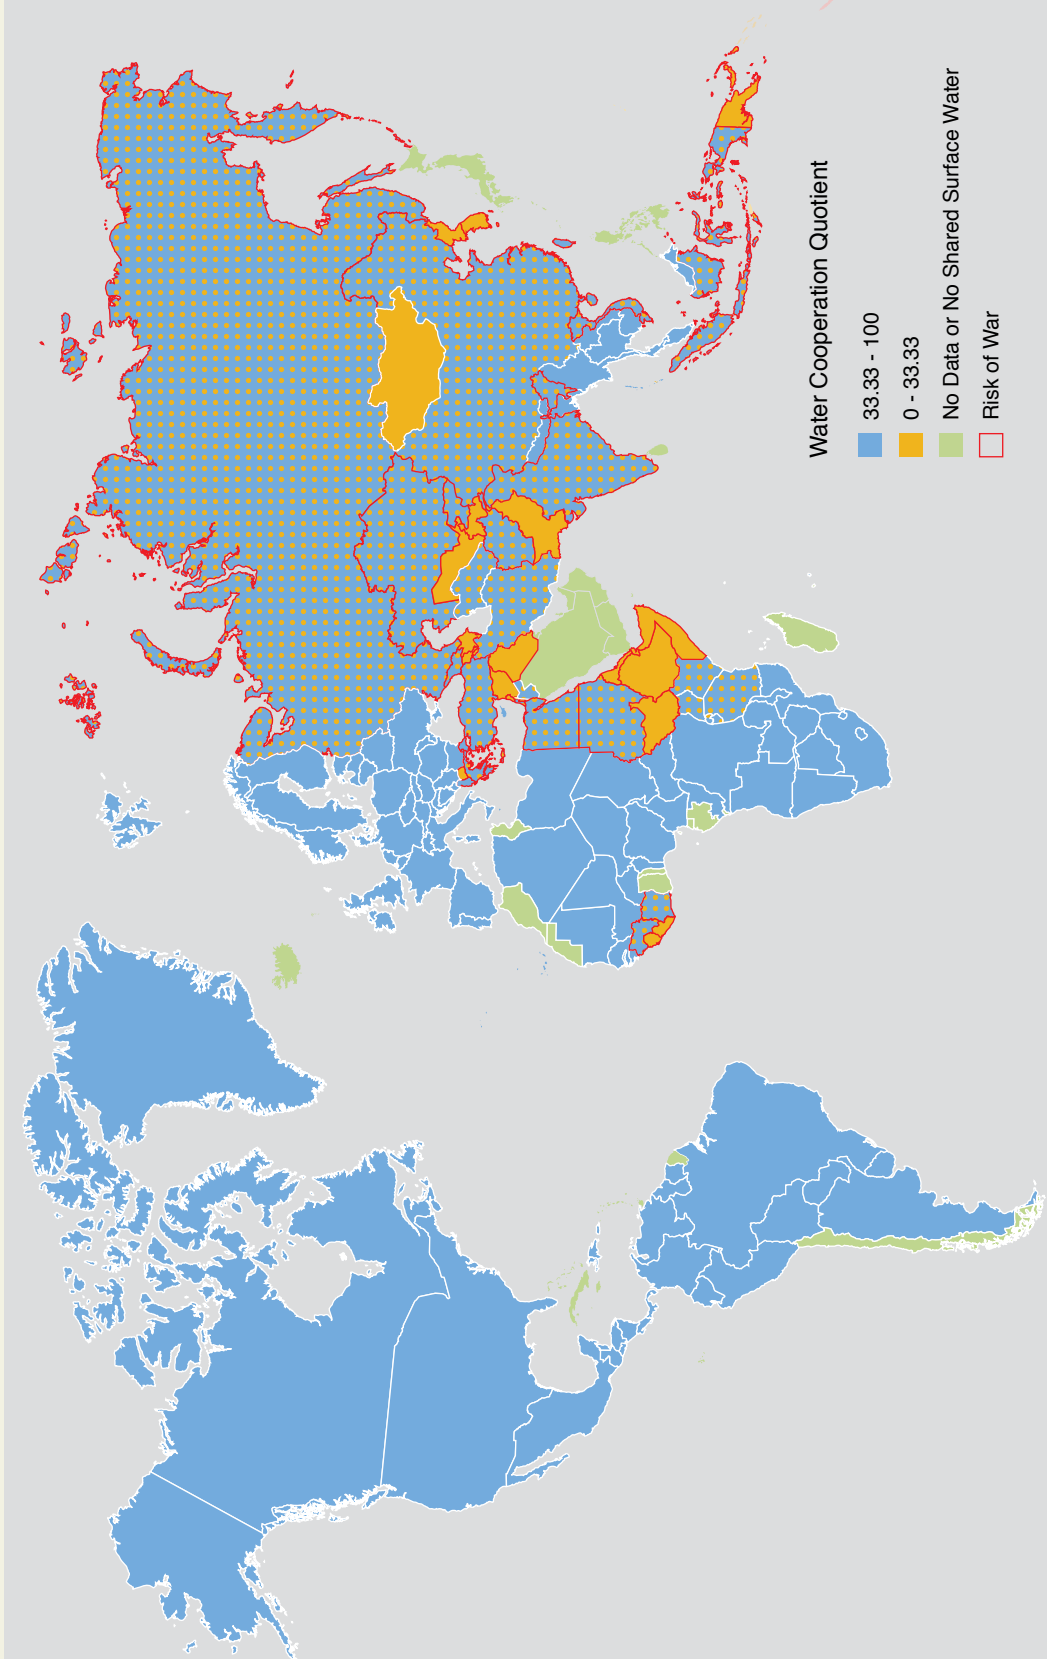 Water Cooperation Quotient
33.33 - 100
0 - 33.33
No Data or No Shared Surface Water
Risk of War